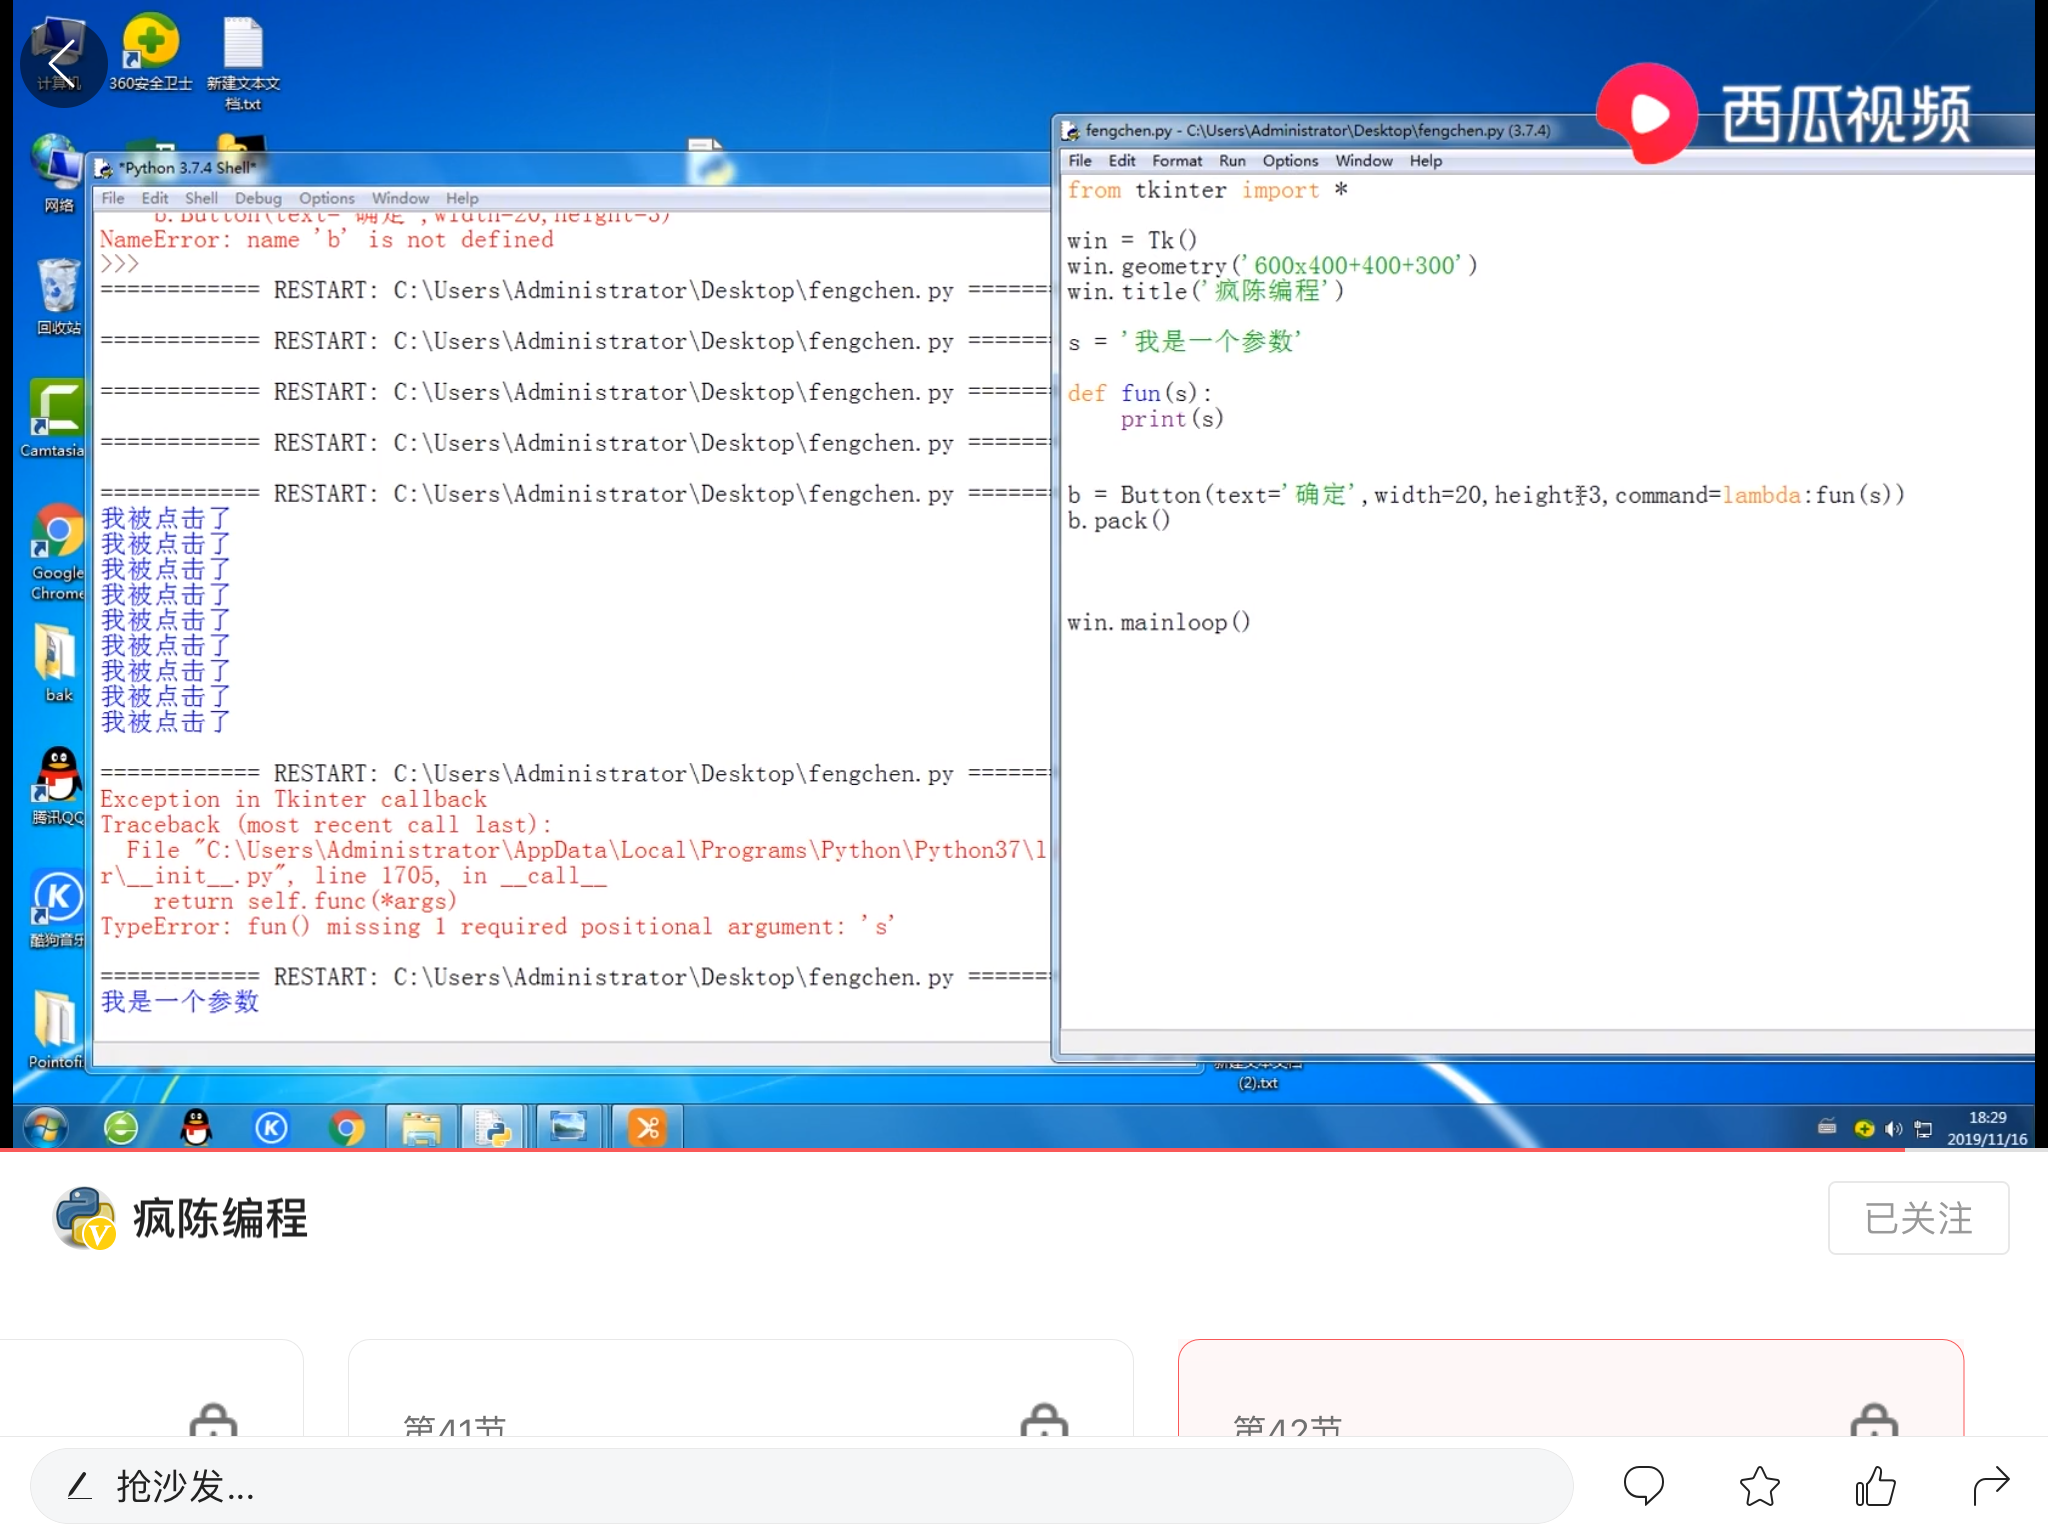 计算机
360安全卫士
新建文本文
档.txt
西瓜视频
网络
回收站
Camtasia
Google
Chrome
bak
腾讯QQ
酷狗音乐
Pointofi
*Python 3.7.4 Shell*
File Edit Shell Debug Options Window Help
b.Button(text='确定',width=20,height=3)
NameError: name 'b' is not defined
>>>
============ RESTART: C:\Users\Administrator\Desktop\fengchen.py =======
============ RESTART: C:\Users\Administrator\Desktop\fengchen.py =======
============ RESTART: C:\Users\Administrator\Desktop\fengchen.py =======
============ RESTART: C:\Users\Administrator\Desktop\fengchen.py =======
============ RESTART: C:\Users\Administrator\Desktop\fengchen.py =======
我被点击了
我被点击了
我被点击了
我被点击了
我被点击了
我被点击了
我被点击了
我被点击了
我被点击了
============ RESTART: C:\Users\Administrator\Desktop\fengchen.py =======
Exception in Tkinter callback
Traceback (most recent call last):
  File "C:\Users\Administrator\AppData\Local\Programs\Python\Python37\l
r\__init__.py", line 1705, in __call__
    return self.func(*args)
TypeError: fun() missing 1 required positional argument: 's'
============ RESTART: C:\Users\Administrator\Desktop\fengchen.py =======
我是一个参数
fengchen.py - C:\Users\Administrator\Desktop\fengchen.py (3.7.4)
File Edit Format Run Options Window Help
from tkinter import *
win = Tk()
win.geometry('600x400+400+300')
win.title('疯陈编程')
s = '我是一个参数'
def fun(s):
    print(s)
b = Button(text='确定',width=20,height=3,command=lambda:fun(s))
b.pack()
win.mainloop()
新建文本文档
(2).txt
18:29
2019/11/16
疯陈编程
已关注
第41节
第42节
抢沙发...